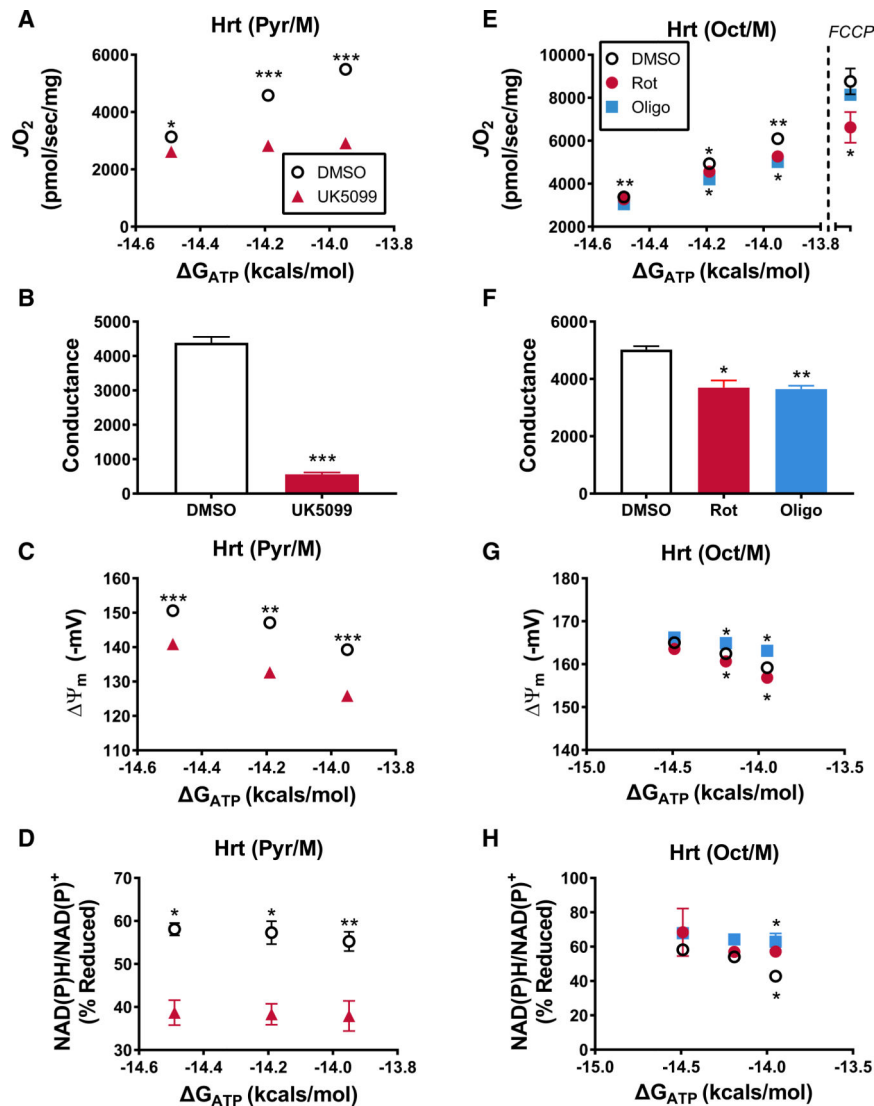 A
Hrt (Pyr/M)
JO2
(pmol/sec/mg)
6000
4000
2000
0
*
***
***
DMSO
UK5099
-14.6
-14.4
-14.2
-14.0
-13.8
ΔGATP (kcals/mol)
B
Conductance
5000
4000
3000
2000
1000
0
***
DMSO
UK5099
C
Hrt (Pyr/M)
ΔΨm (-mV)
160
150
140
130
120
110
***
**
***
-14.6
-14.4
-14.2
-14.0
-13.8
ΔGATP (kcals/mol)
D
Hrt (Pyr/M)
NAD(P)H/NAD(P)+
(% Reduced)
70
60
50
40
30
*
*
**
-14.6
-14.4
-14.2
-14.0
-13.8
ΔGATP (kcals/mol)
E
Hrt (Oct/M)
FCCP
JO2
(pmol/sec/mg)
10000
8000
6000
4000
2000
DMSO
Rot
Oligo
**
*
*
**
*
*
-14.6
-14.4
-14.2
-14.0
-13.8
ΔGATP (kcals/mol)
F
Conductance
6000
4000
2000
0
*
**
DMSO
Rot
Oligo
G
Hrt (Oct/M)
ΔΨm (-mV)
180
170
160
150
140
*
*
*
*
-15.0
-14.5
-14.0
-13.5
ΔGATP (kcals/mol)
H
Hrt (Oct/M)
NAD(P)H/NAD(P)+
(% Reduced)
100
80
60
40
20
0
*
*
-15.0
-14.5
-14.0
-13.5
ΔGATP (kcals/mol)